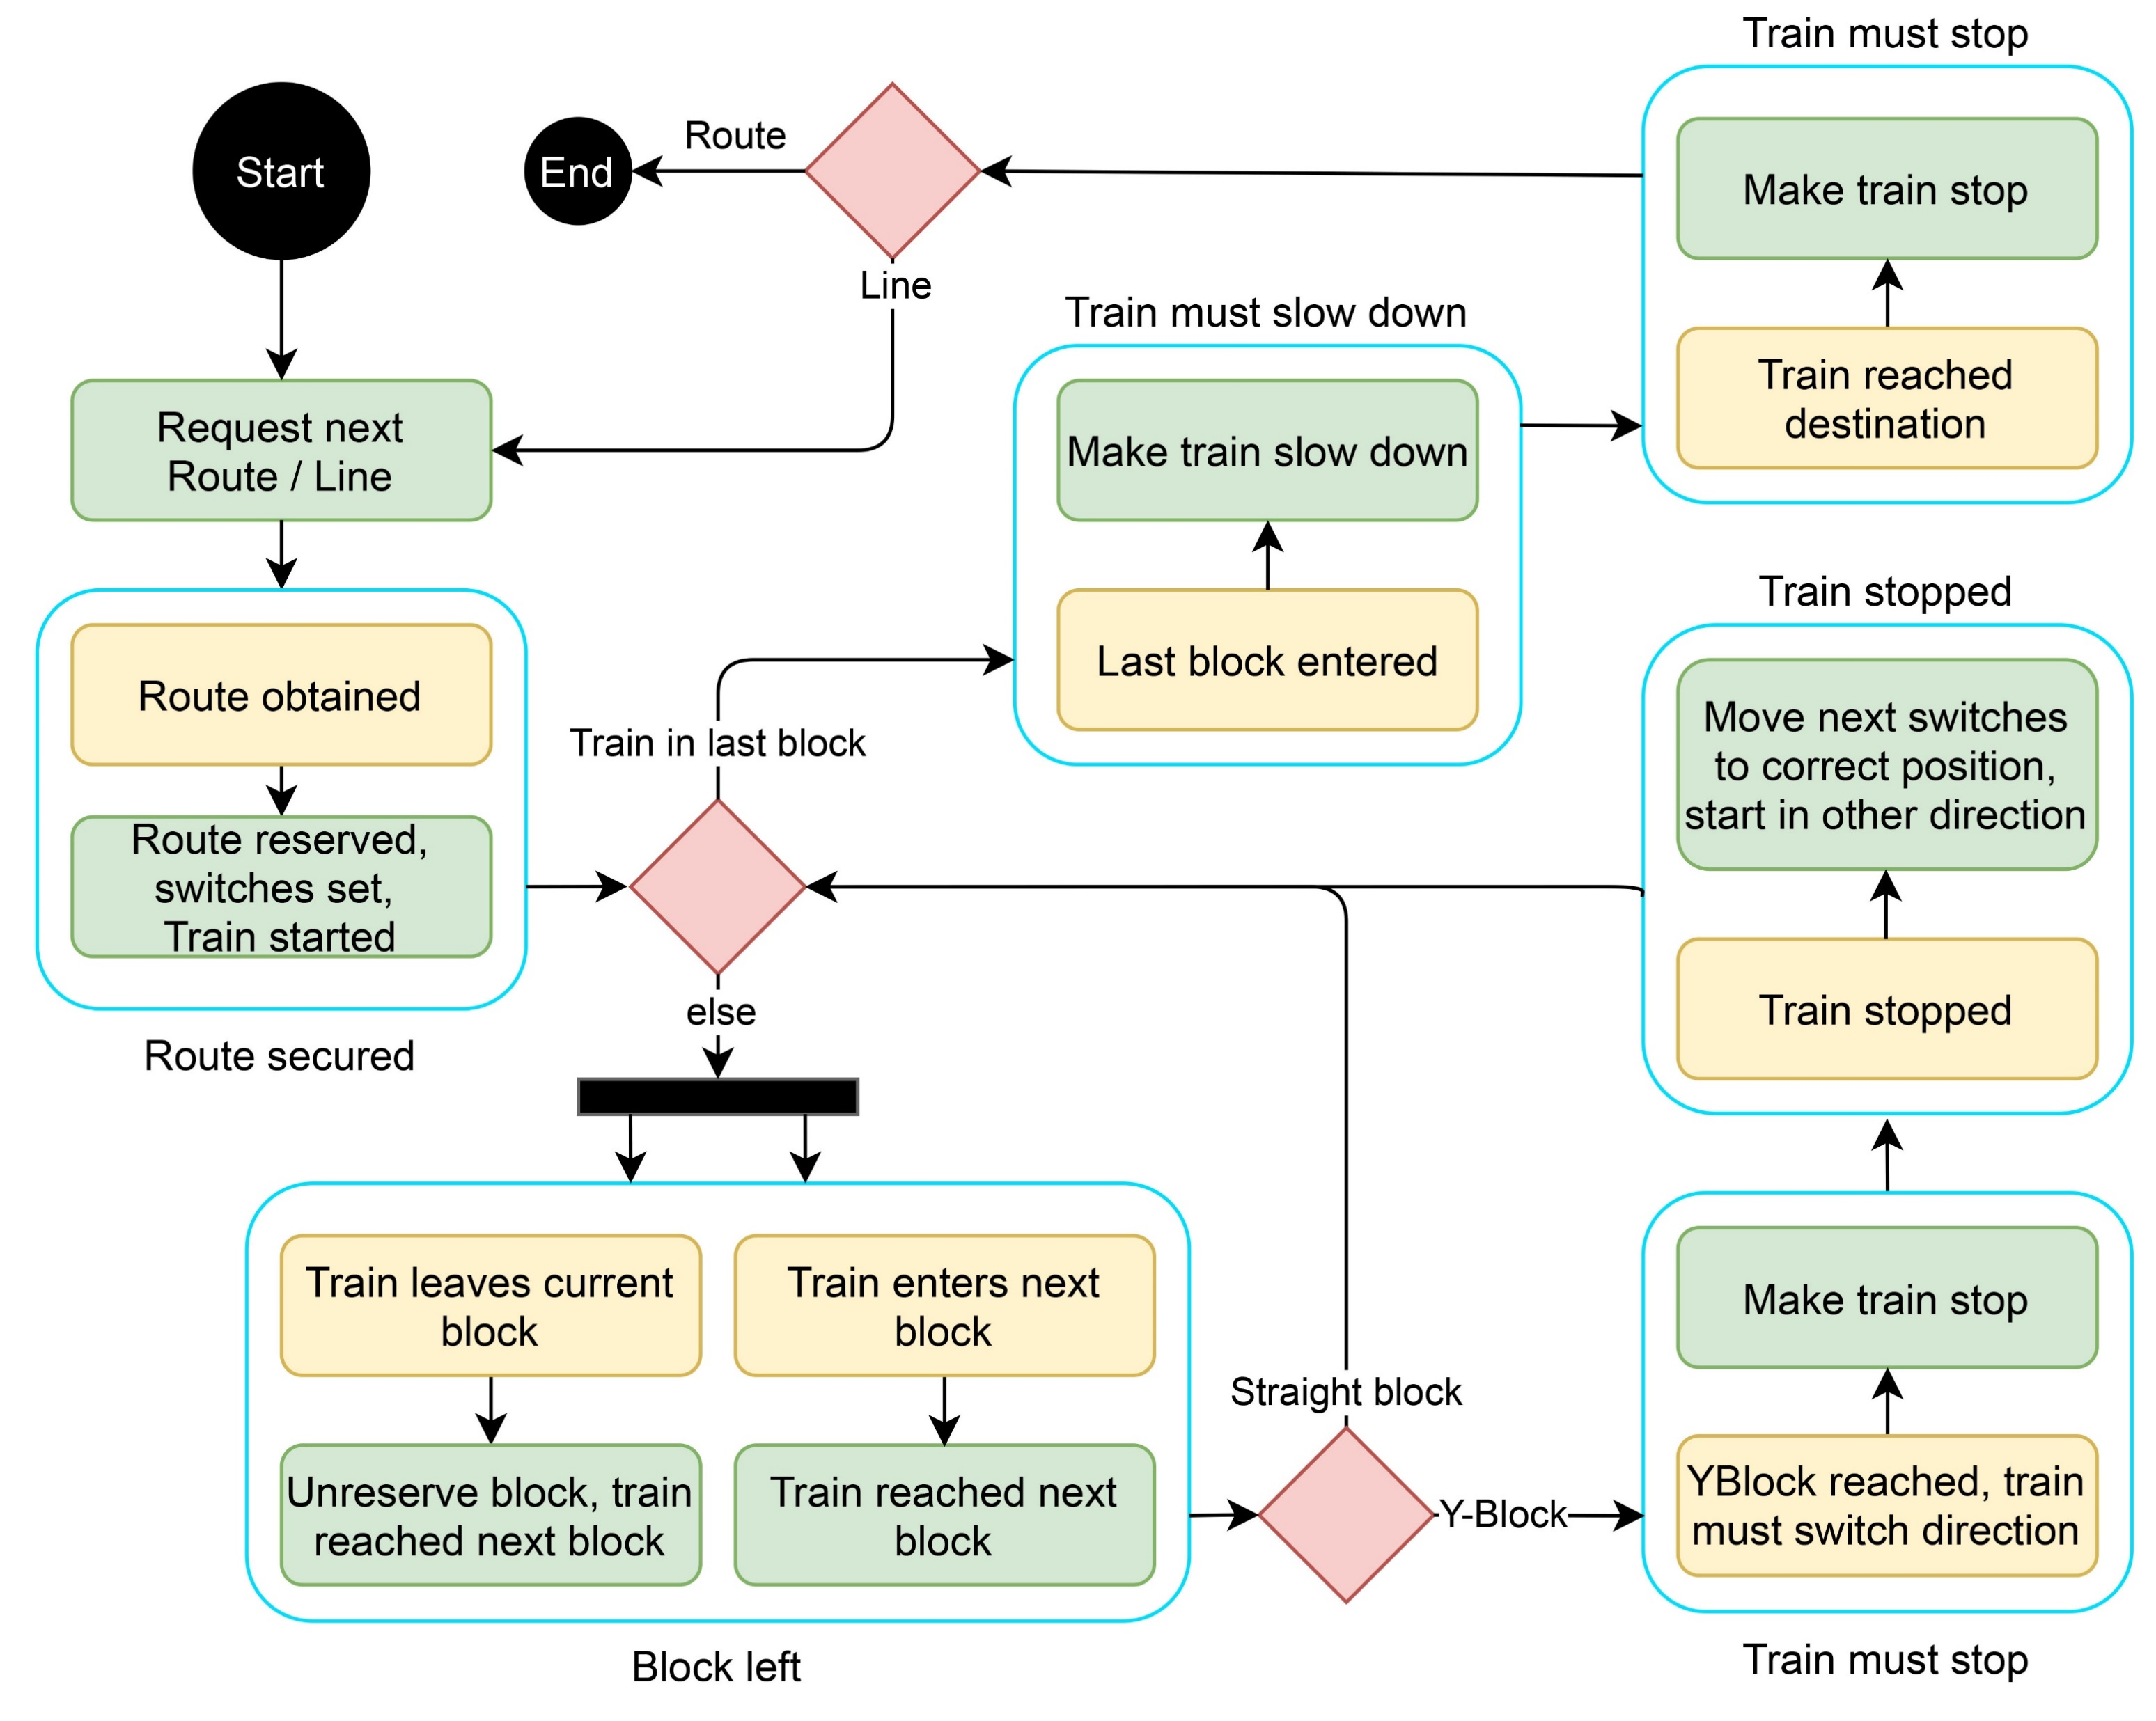 Train must stop
Start
End
Route
Make train stop
Line
Train must slow down
Train reached
destination
Request next
Route / Line
Make train slow down
Train stopped
Route obtained
Last block entered
Move next switches
to correct position,
start in other direction
Train in last block
Route reserved,
switches set,
Train started
else
Train stopped
Route secured
Train leaves current
block
Train enters next
block
Make train stop
Straight block
Unreserve block, train
reached next block
Train reached next
block
Y-Block
YBlock reached, train
must switch direction
Block left
Train must stop